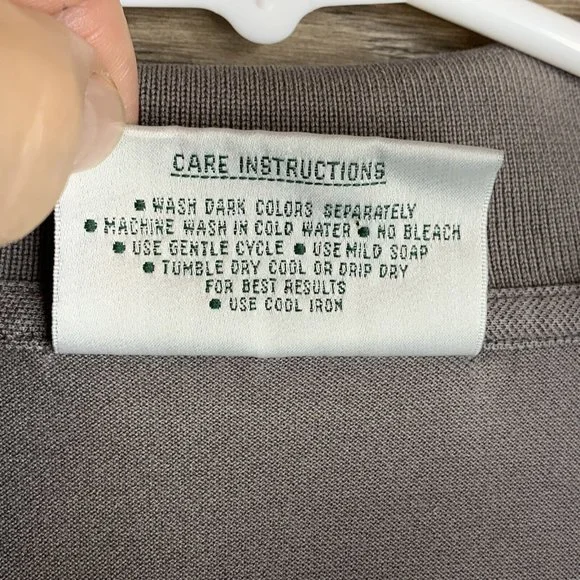 CARE INSTRUCTIONS
● WASH DARK COLORS SEPARATELY
● MACHINE WASH IN COLD WATER ● NO BLEACH
● USE GENTLE CYCLE ● USE MILD SOAP
● TUMBLE DRY COOL OR DRIP DRY
FOR BEST RESULTS
● USE COOL IRON